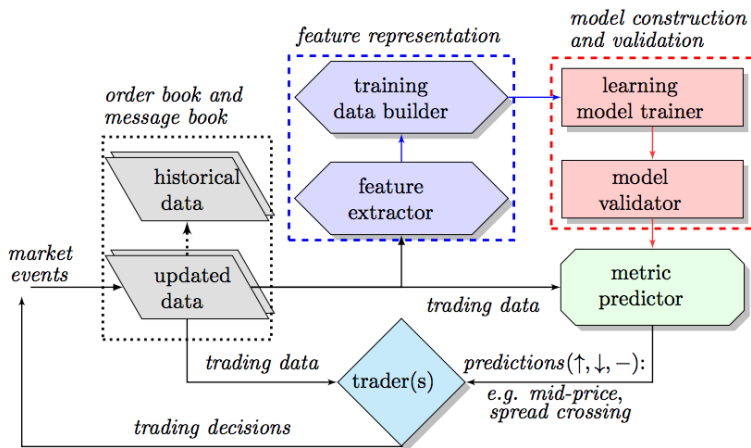 feature representation
model construction
and validation
order book and
message book
training
data builder
learning
model trainer
historical
data
feature
extractor
model
validator
market
events
updated
data
metric
predictor
trading data
trading data
trader(s)
predictions(↑, ↓, −):
e.g. mid-price,
spread crossing
trading decisions